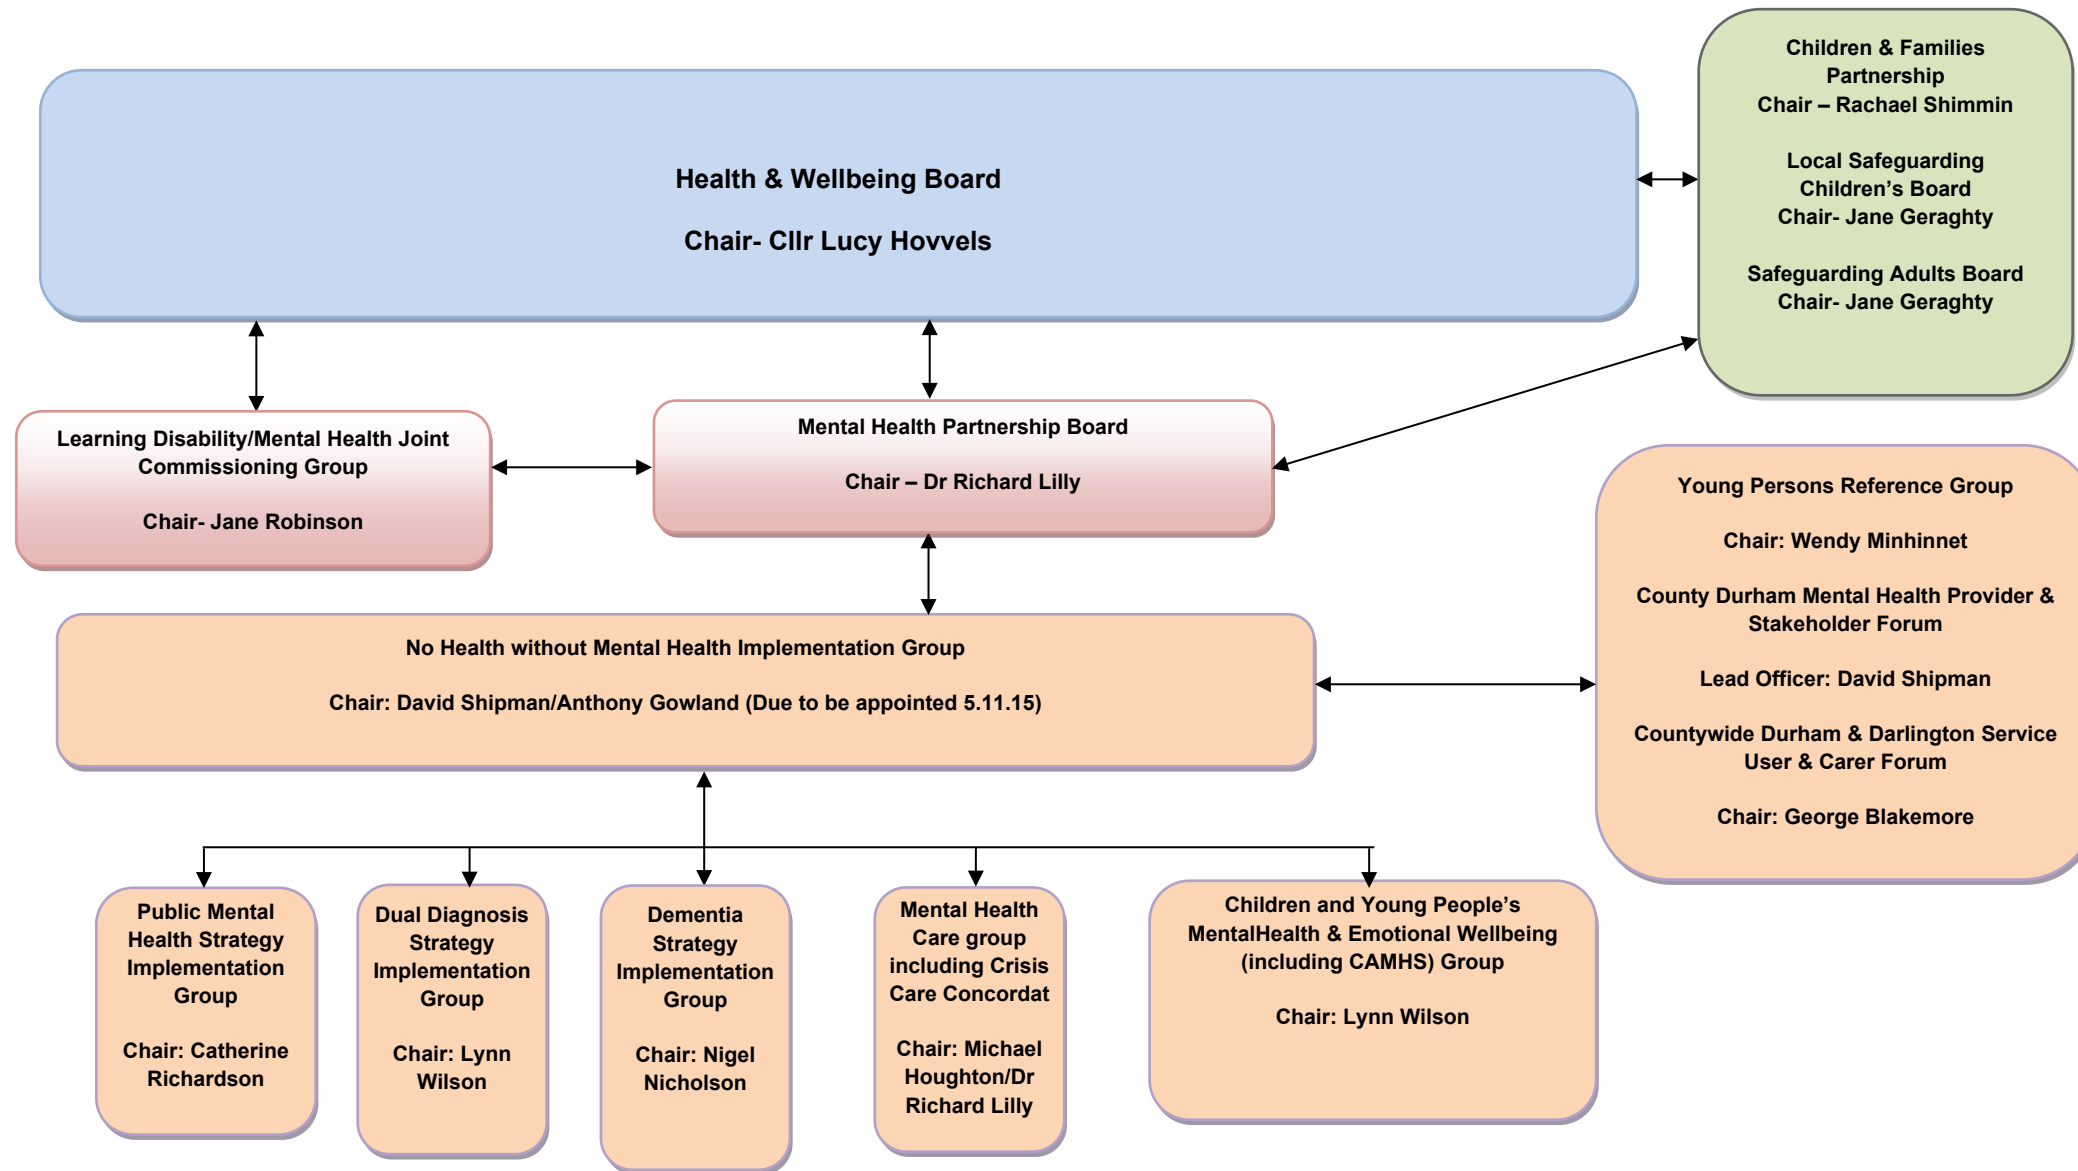 Children & Families
Partnership
Chair – Rachael Shimmin
Local Safeguarding
Children’s Board
Chair- Jane Geraghty
Safeguarding Adults Board
Chair- Jane Geraghty
Health & Wellbeing Board
Chair- Cllr Lucy Hovvels
Learning Disability/Mental Health Joint
Commissioning Group
Chair- Jane Robinson
Mental Health Partnership Board
Chair – Dr Richard Lilly
Young Persons Reference Group
Chair: Wendy Minhinnet
County Durham Mental Health Provider &
Stakeholder Forum
Lead Officer: David Shipman
Countywide Durham & Darlington Service
User & Carer Forum
Chair: George Blakemore
No Health without Mental Health Implementation Group
Chair: David Shipman/Anthony Gowland (Due to be appointed 5.11.15)
Public Mental
Health Strategy
Implementation
Group
Chair: Catherine
Richardson
Dual Diagnosis
Strategy
Implementation
Group
Chair: Lynn
Wilson
Dementia
Strategy
Implementation
Group
Chair: Nigel
Nicholson
Mental Health
Care group
including Crisis
Care Concordat
Chair: Michael
Houghton/Dr
Richard Lilly
Children and Young People’s
MentalHealth & Emotional Wellbeing
(including CAMHS) Group
Chair: Lynn Wilson